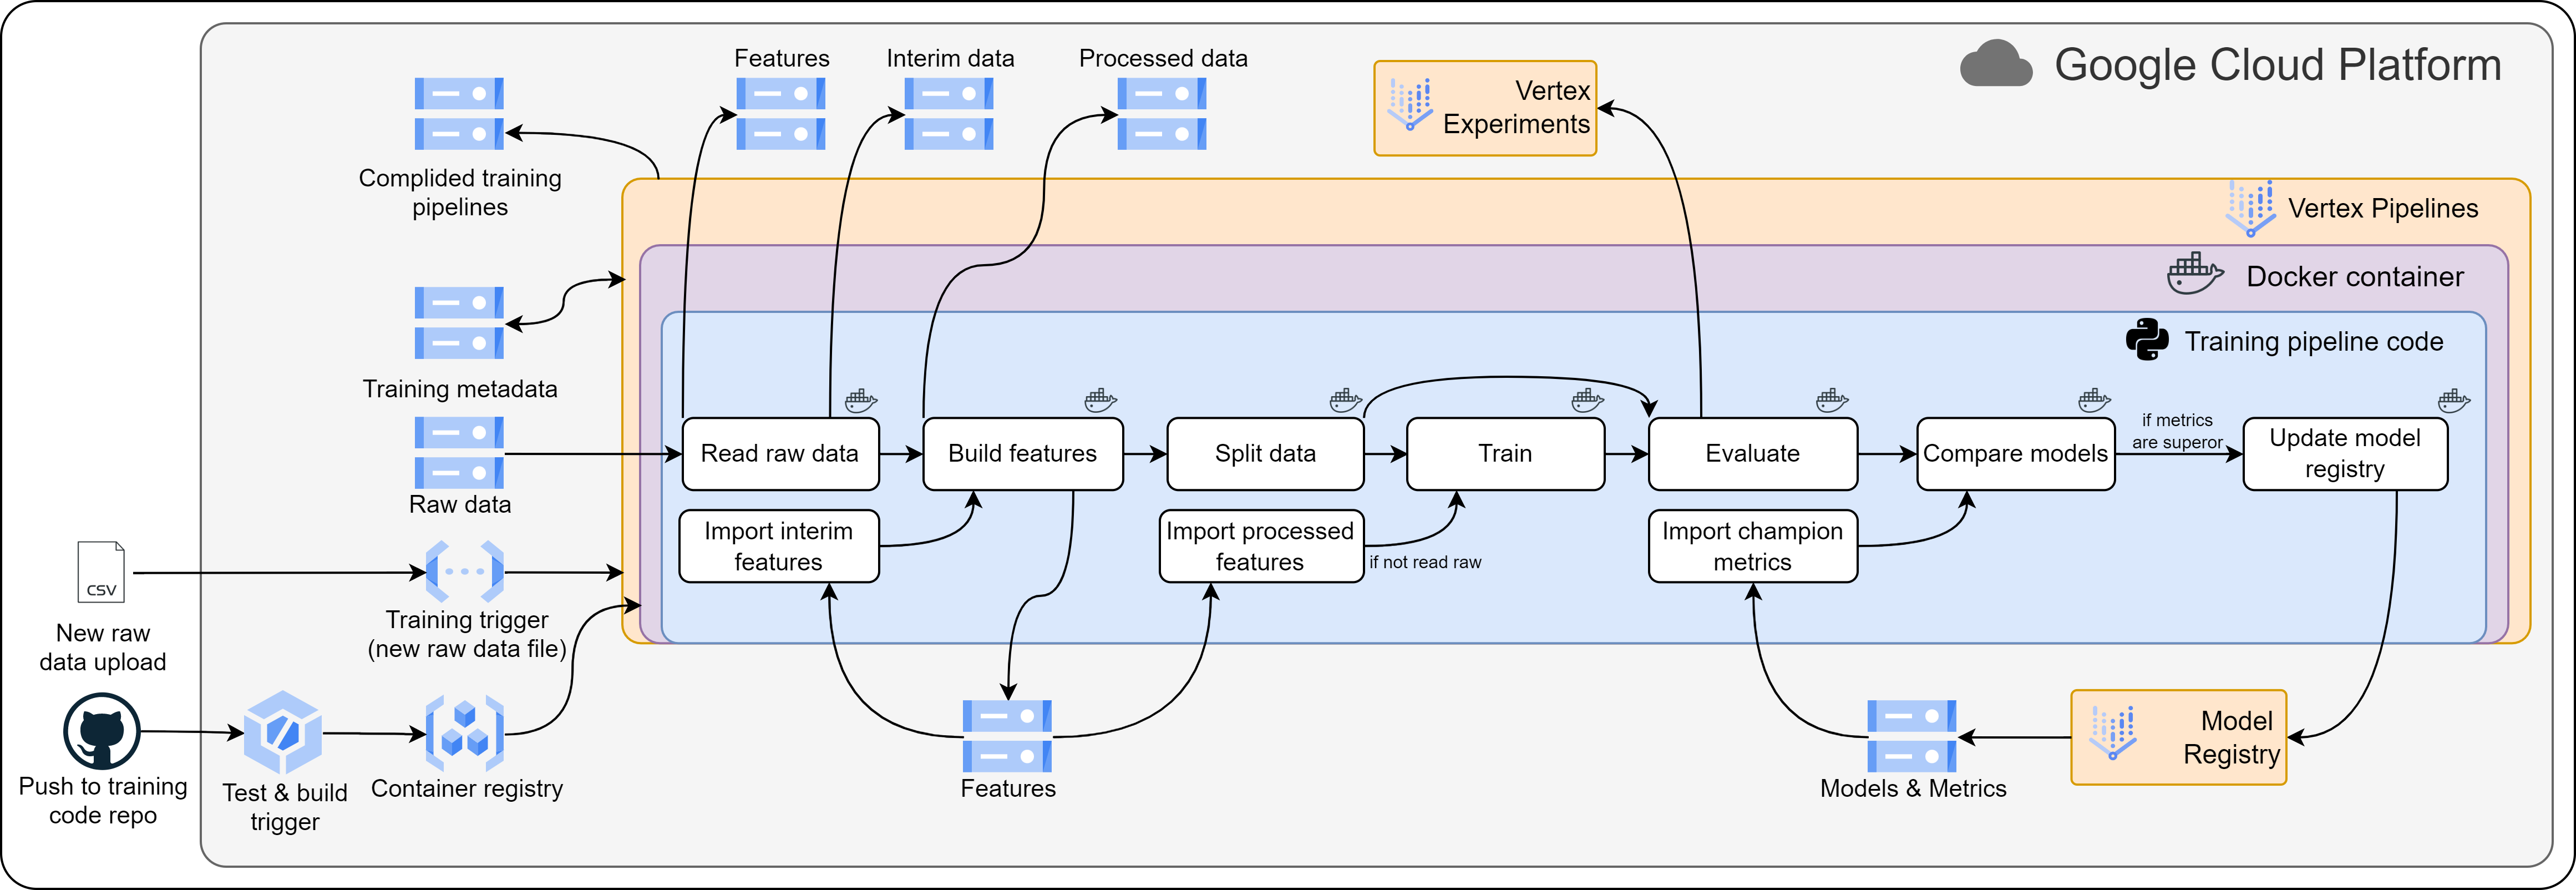 Google Cloud Platform
Features
Interim data
Processed data
Vertex
Experiments
Complided training
pipelines
Vertex Pipelines
Docker container
Training pipeline code
Training metadata
Raw data
Read raw data
Build features
Split data
Train
Evaluate
Compare models
if metrics
are superor
Update model
registry
Import interim
features
Import processed
features
if not read raw
Import champion
metrics
CSV
New raw
data upload
Training trigger
(new raw data file)
Push to training
code repo
Test & build
trigger
Container registry
Features
Models & Metrics
Model
Registry